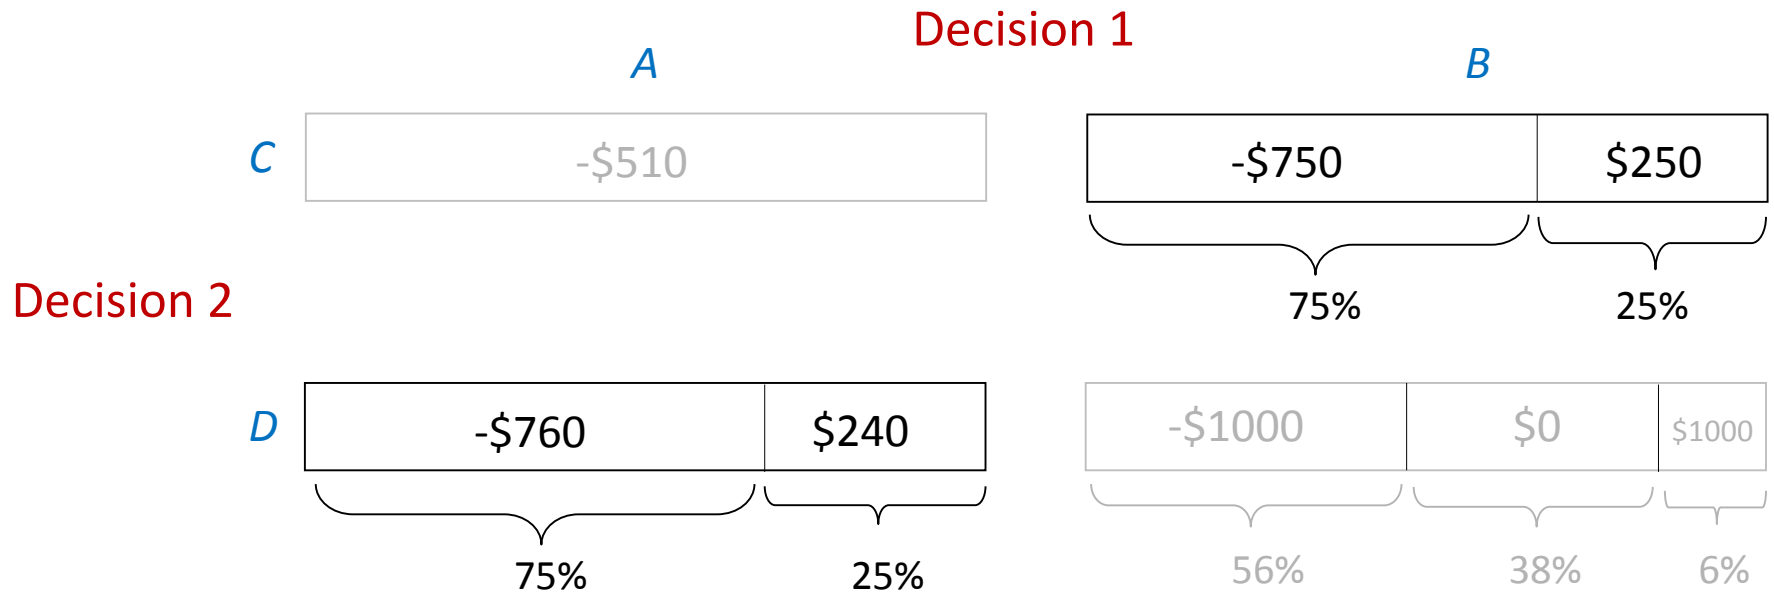 Decision 1
A B
C -$510 -$750 $250
75% 25%
Decision 2
D -$760 $240 -$1000 $0 $1000
75% 25% 56% 38% 6%